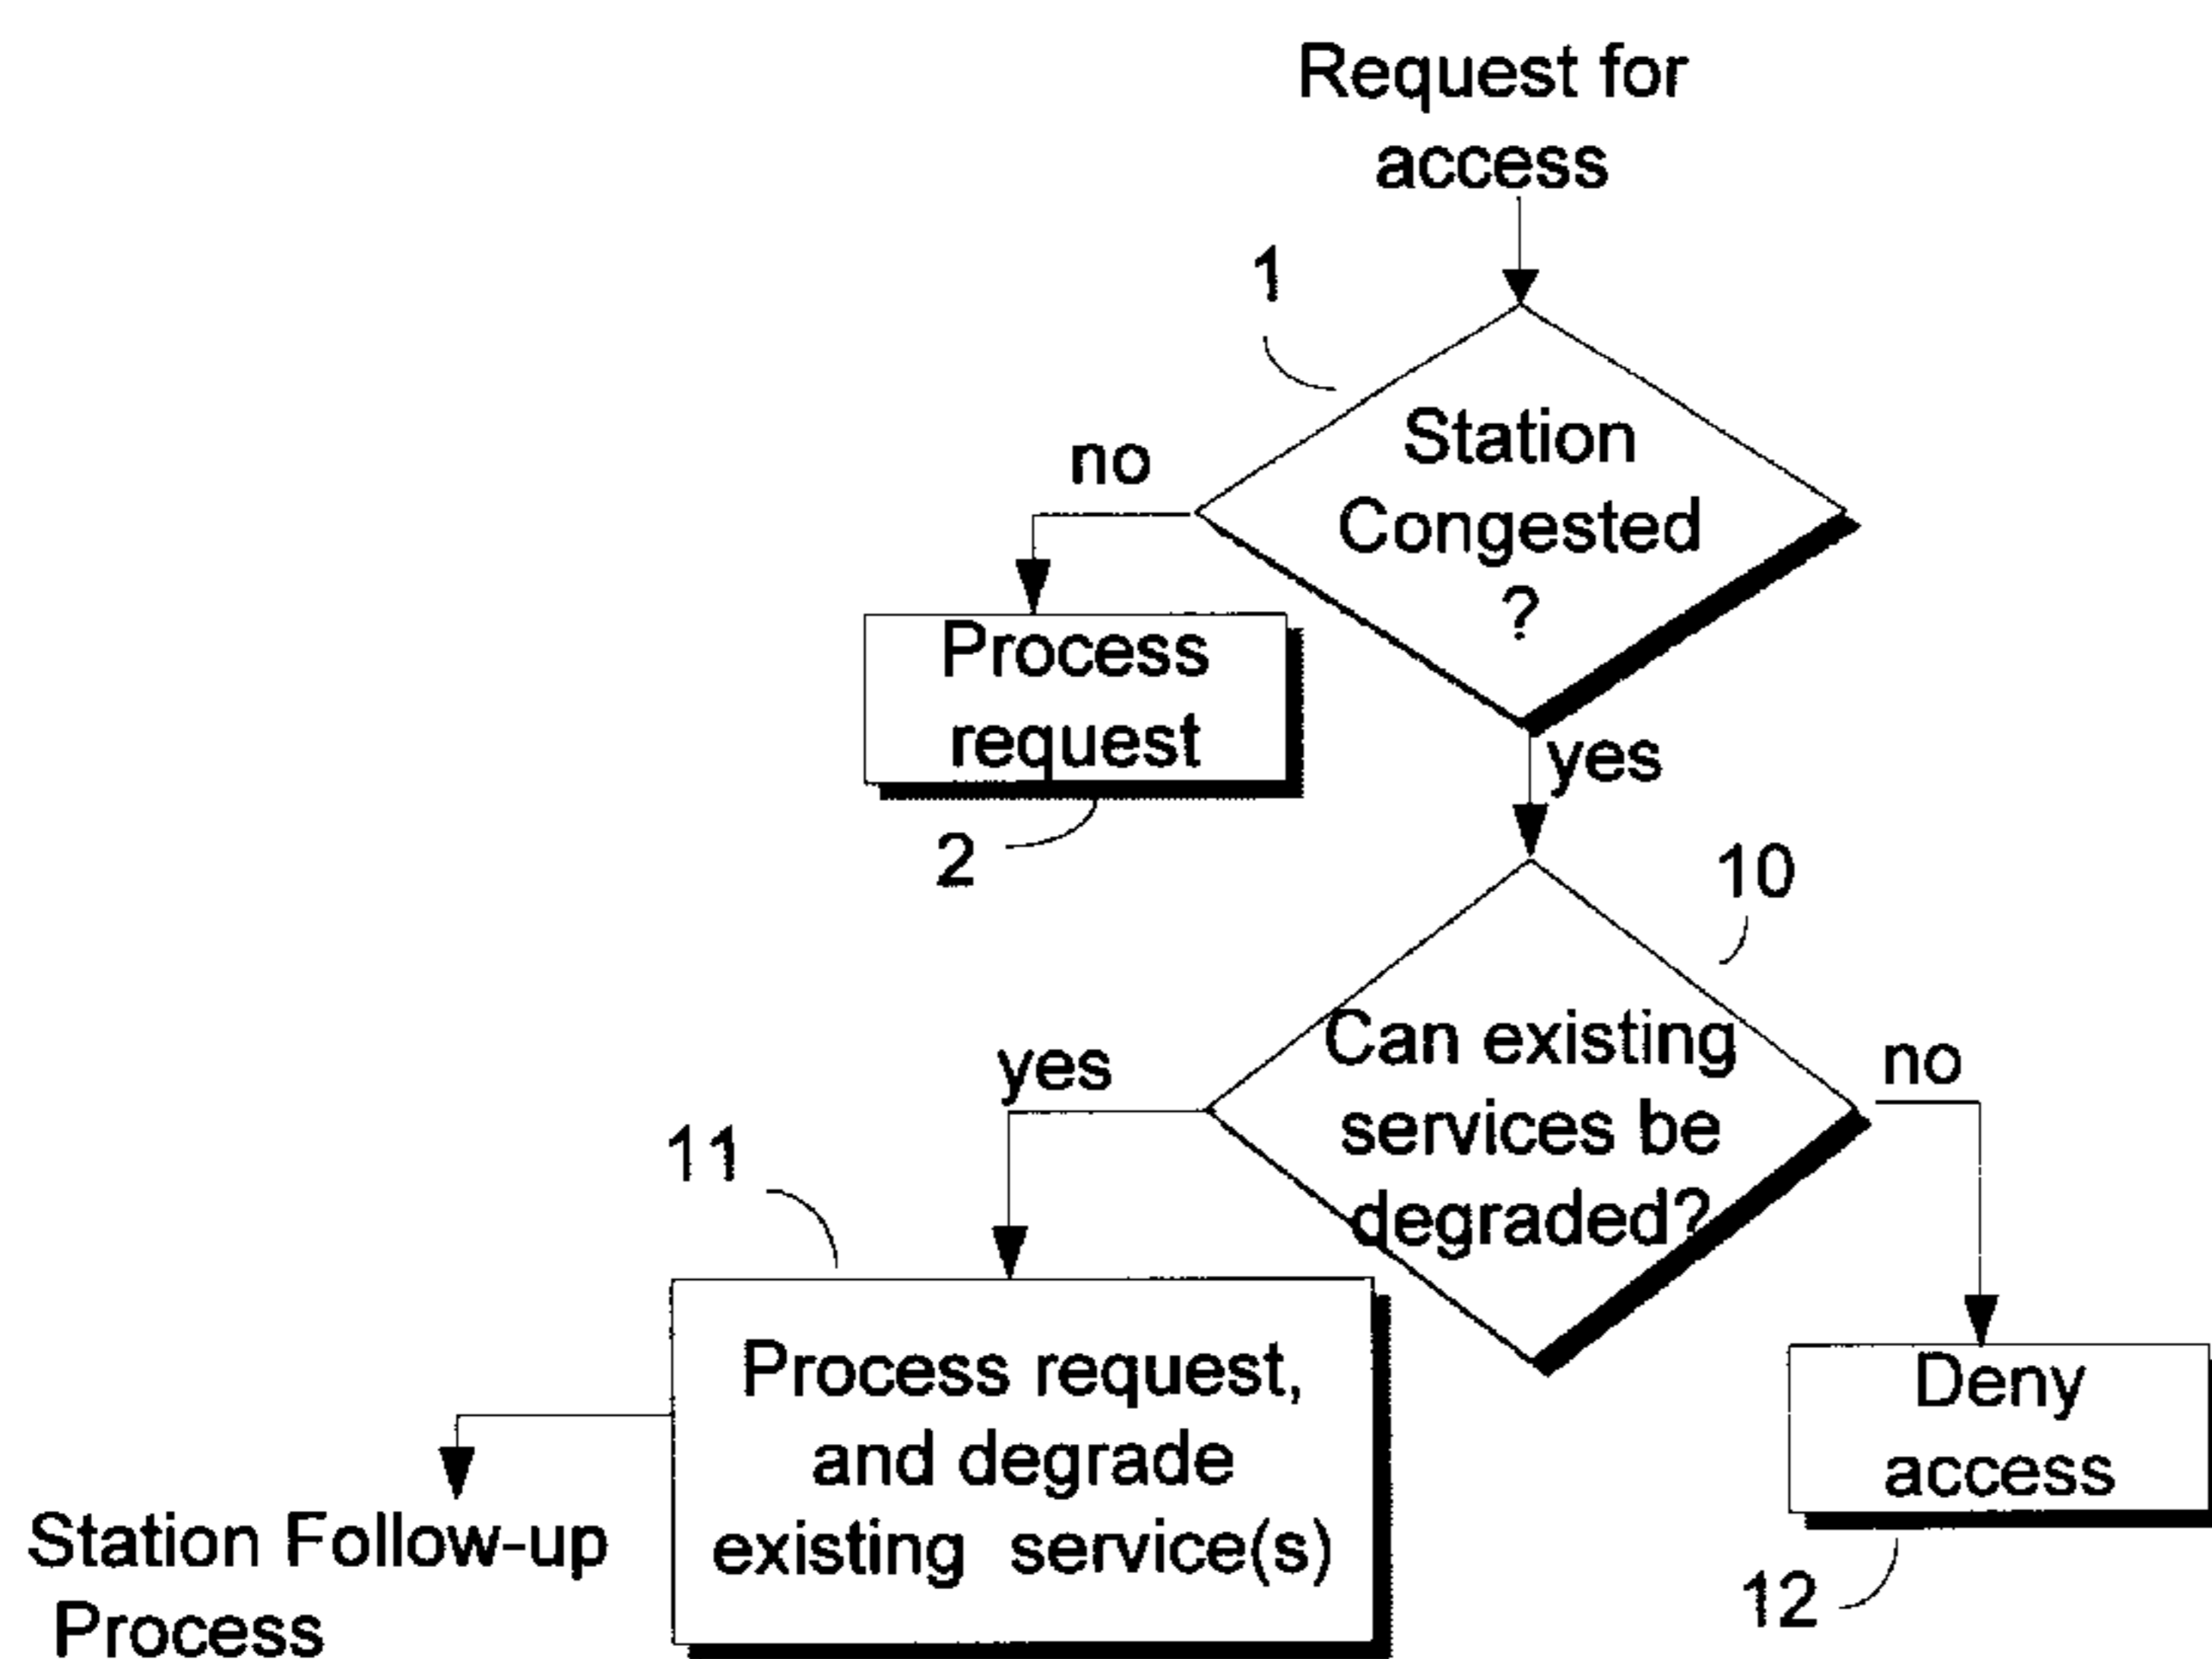 Request for
access
1
Station
Congested
?
no
Process
request
2
yes
10
Can existing
services be
degraded?
yes
no
11
Process request,
and degrade
existing service(s)
Deny
access
12
Station Follow-up
Process